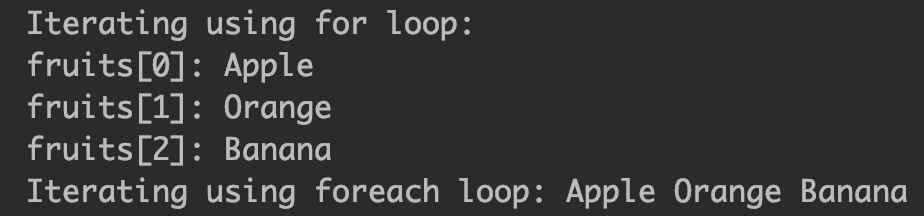 Iterating using for loop:
fruits[0]: Apple
fruits[1]: Orange
fruits[2]: Banana
Iterating using foreach loop: Apple Orange Banana